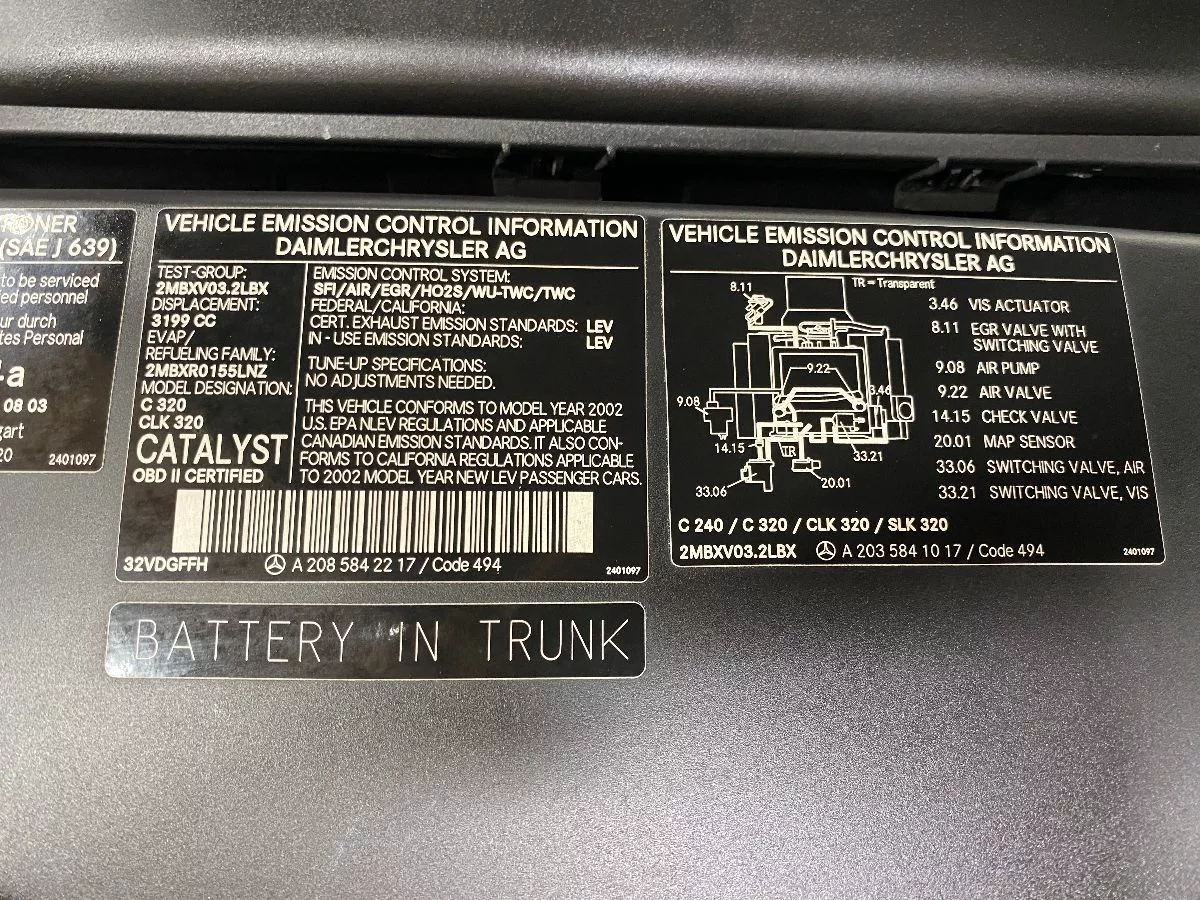 (SAE J 639)
to be serviced
personnel
ur durch
tes Personal
08 03
20
2401097
VEHICLE EMISSION CONTROL INFORMATION
DAIMLERCHRYSLER AG
TEST-GROUP:
2MBXV03.2LBX
DISPLACEMENT:
3199 CC
EVAP/
REFUELING FAMILY:
2MBXR0155LNZ
MODEL DESIGNATION:
C 320
CLK 320
CATALYST
OBD II CERTIFIED
EMISSION CONTROL SYSTEM:
SFI/AIR/EGR/HO2S/WU-TWC/TWC
FEDERAL/CALIFORNIA:
CERT. EXHAUST EMISSION STANDARDS: LEV
IN - USE EMISSION STANDARDS: LEV
TUNE-UP SPECIFICATIONS:
NO ADJUSTMENTS NEEDED.
THIS VEHICLE CONFORMS TO MODEL YEAR 2002
U.S. EPA NLEV REGULATIONS AND APPLICABLE
CANADIAN EMISSION STANDARDS. IT ALSO CON-
FORMS TO CALIFORNIA REGULATIONS APPLICABLE
TO 2002 MODEL YEAR NEW LEV PASSENGER CARS.
32VDGFFH A 208 584 22 17 / Code 494 2401097
BATTERY IN TRUNK
VEHICLE EMISSION CONTROL INFORMATION
DAIMLERCHRYSLER AG
TR = Transparent
8.11
9.22
3.46
9.08
14.15
TR
33.21
33.06
20.01
3.46 VIS ACTUATOR
8.11 EGR VALVE WITH
SWITCHING VALVE
9.08 AIR PUMP
9.22 AIR VALVE
14.15 CHECK VALVE
20.01 MAP SENSOR
33.06 SWITCHING VALVE, AIR
33.21 SWITCHING VALVE, VIS
C 240 / C 320 / CLK 320 / SLK 320
2MBXV03.2LBX A 203 584 10 17 / Code 494 2401097